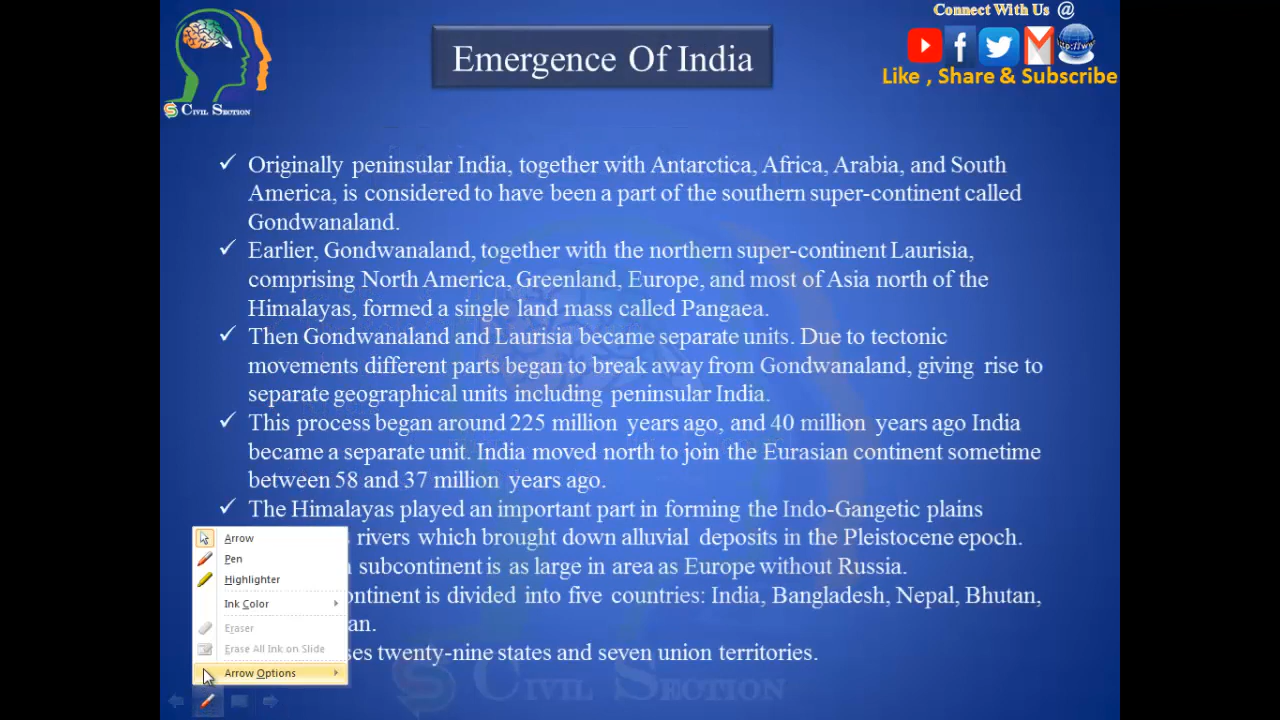 Connect With Us @
Emergence Of India
Like , Share & Subscribe
CIVIL SECTION
✓ Originally peninsular India, together with Antarctica, Africa, Arabia, and South
America, is considered to have been a part of the southern super-continent called
Gondwanaland.
✓ Earlier, Gondwanaland, together with the northern super-continent Laurisia,
comprising North America, Greenland, Europe, and most of Asia north of the
Himalayas, formed a single land mass called Pangaea.
✓ Then Gondwanaland and Laurisia became separate units. Due to tectonic
movements different parts began to break away from Gondwanaland, giving rise to
separate geographical units including peninsular India.
✓ This process began around 225 million years ago, and 40 million years ago India
became a separate unit. India moved north to join the Eurasian continent sometime
between 58 and 37 million years ago.
✓ The Himalayas played an important part in forming the Indo-Gangetic plains
rivers which brought down alluvial deposits in the Pleistocene epoch.
subcontinent is as large in area as Europe without Russia.
is divided into five countries: India, Bangladesh, Nepal, Bhutan,
twenty-nine states and seven union territories.
Arrow
Pen
Highlighter
Ink Color
Eraser
Erase All Ink on Slide
Arrow Options
CIVIL SECTION